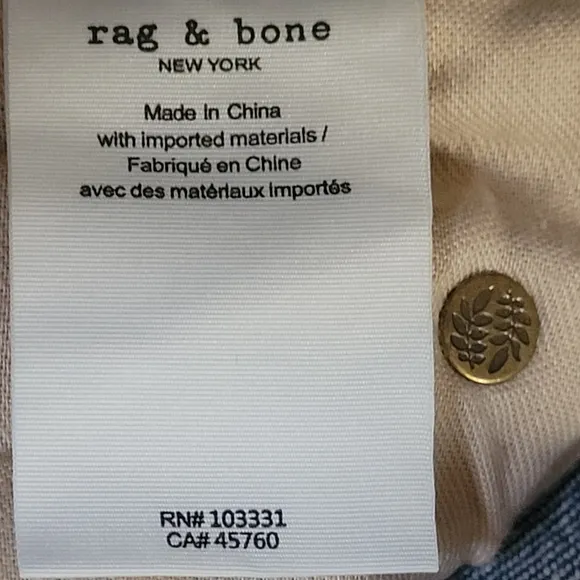 rag & bone
NEW YORK
Made in China
with imported materials /
Fabriqué en Chine
avec des matériaux importés
RN# 103331
CA# 45760